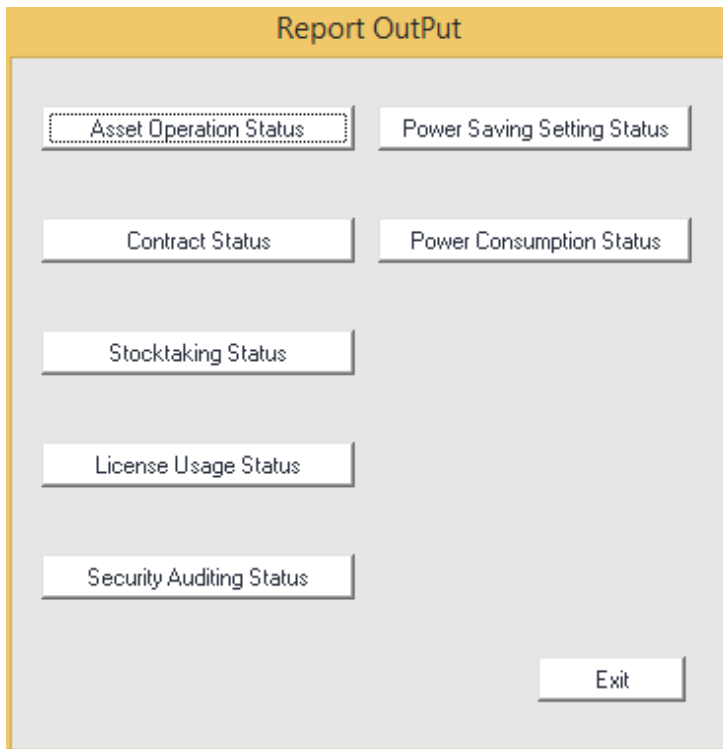 Report OutPut
Asset Operation Status
Power Saving Setting Status
Contract Status
Power Consumption Status
Stocktaking Status
License Usage Status
Security Auditing Status
Exit